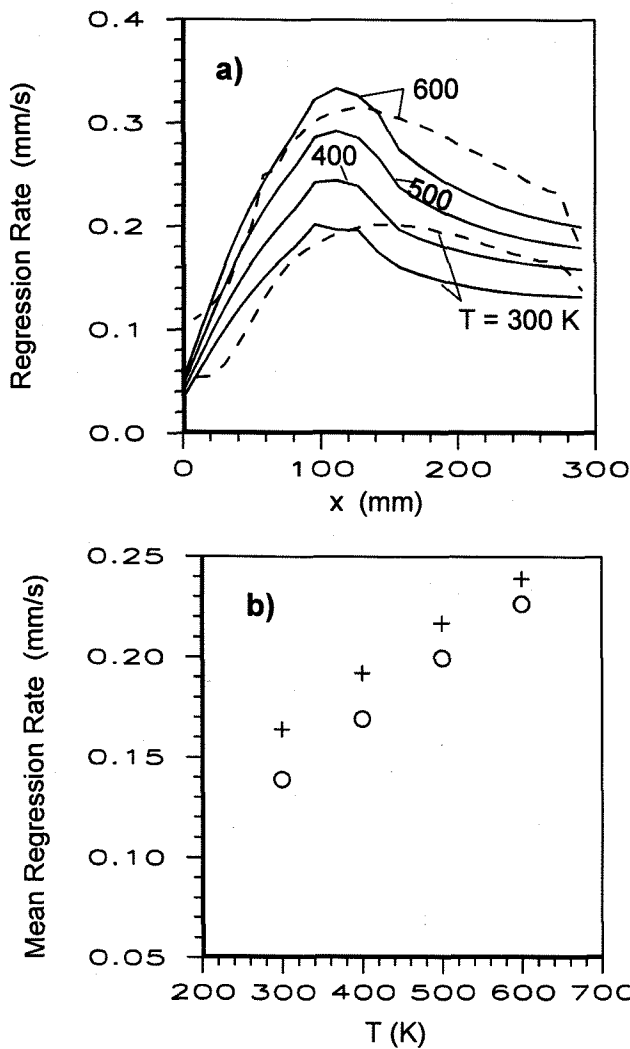 0.4
a)
600
0.3
400
500
0.2
0.1
T = 300 K
0.0
0 100 200 300
x (mm)
Regression Rate (mm/s)
0.25
b)
0.20
0.15
0.10
0.05
200 300 400 500 600 700
T (K)
Mean Regression Rate (mm/s)